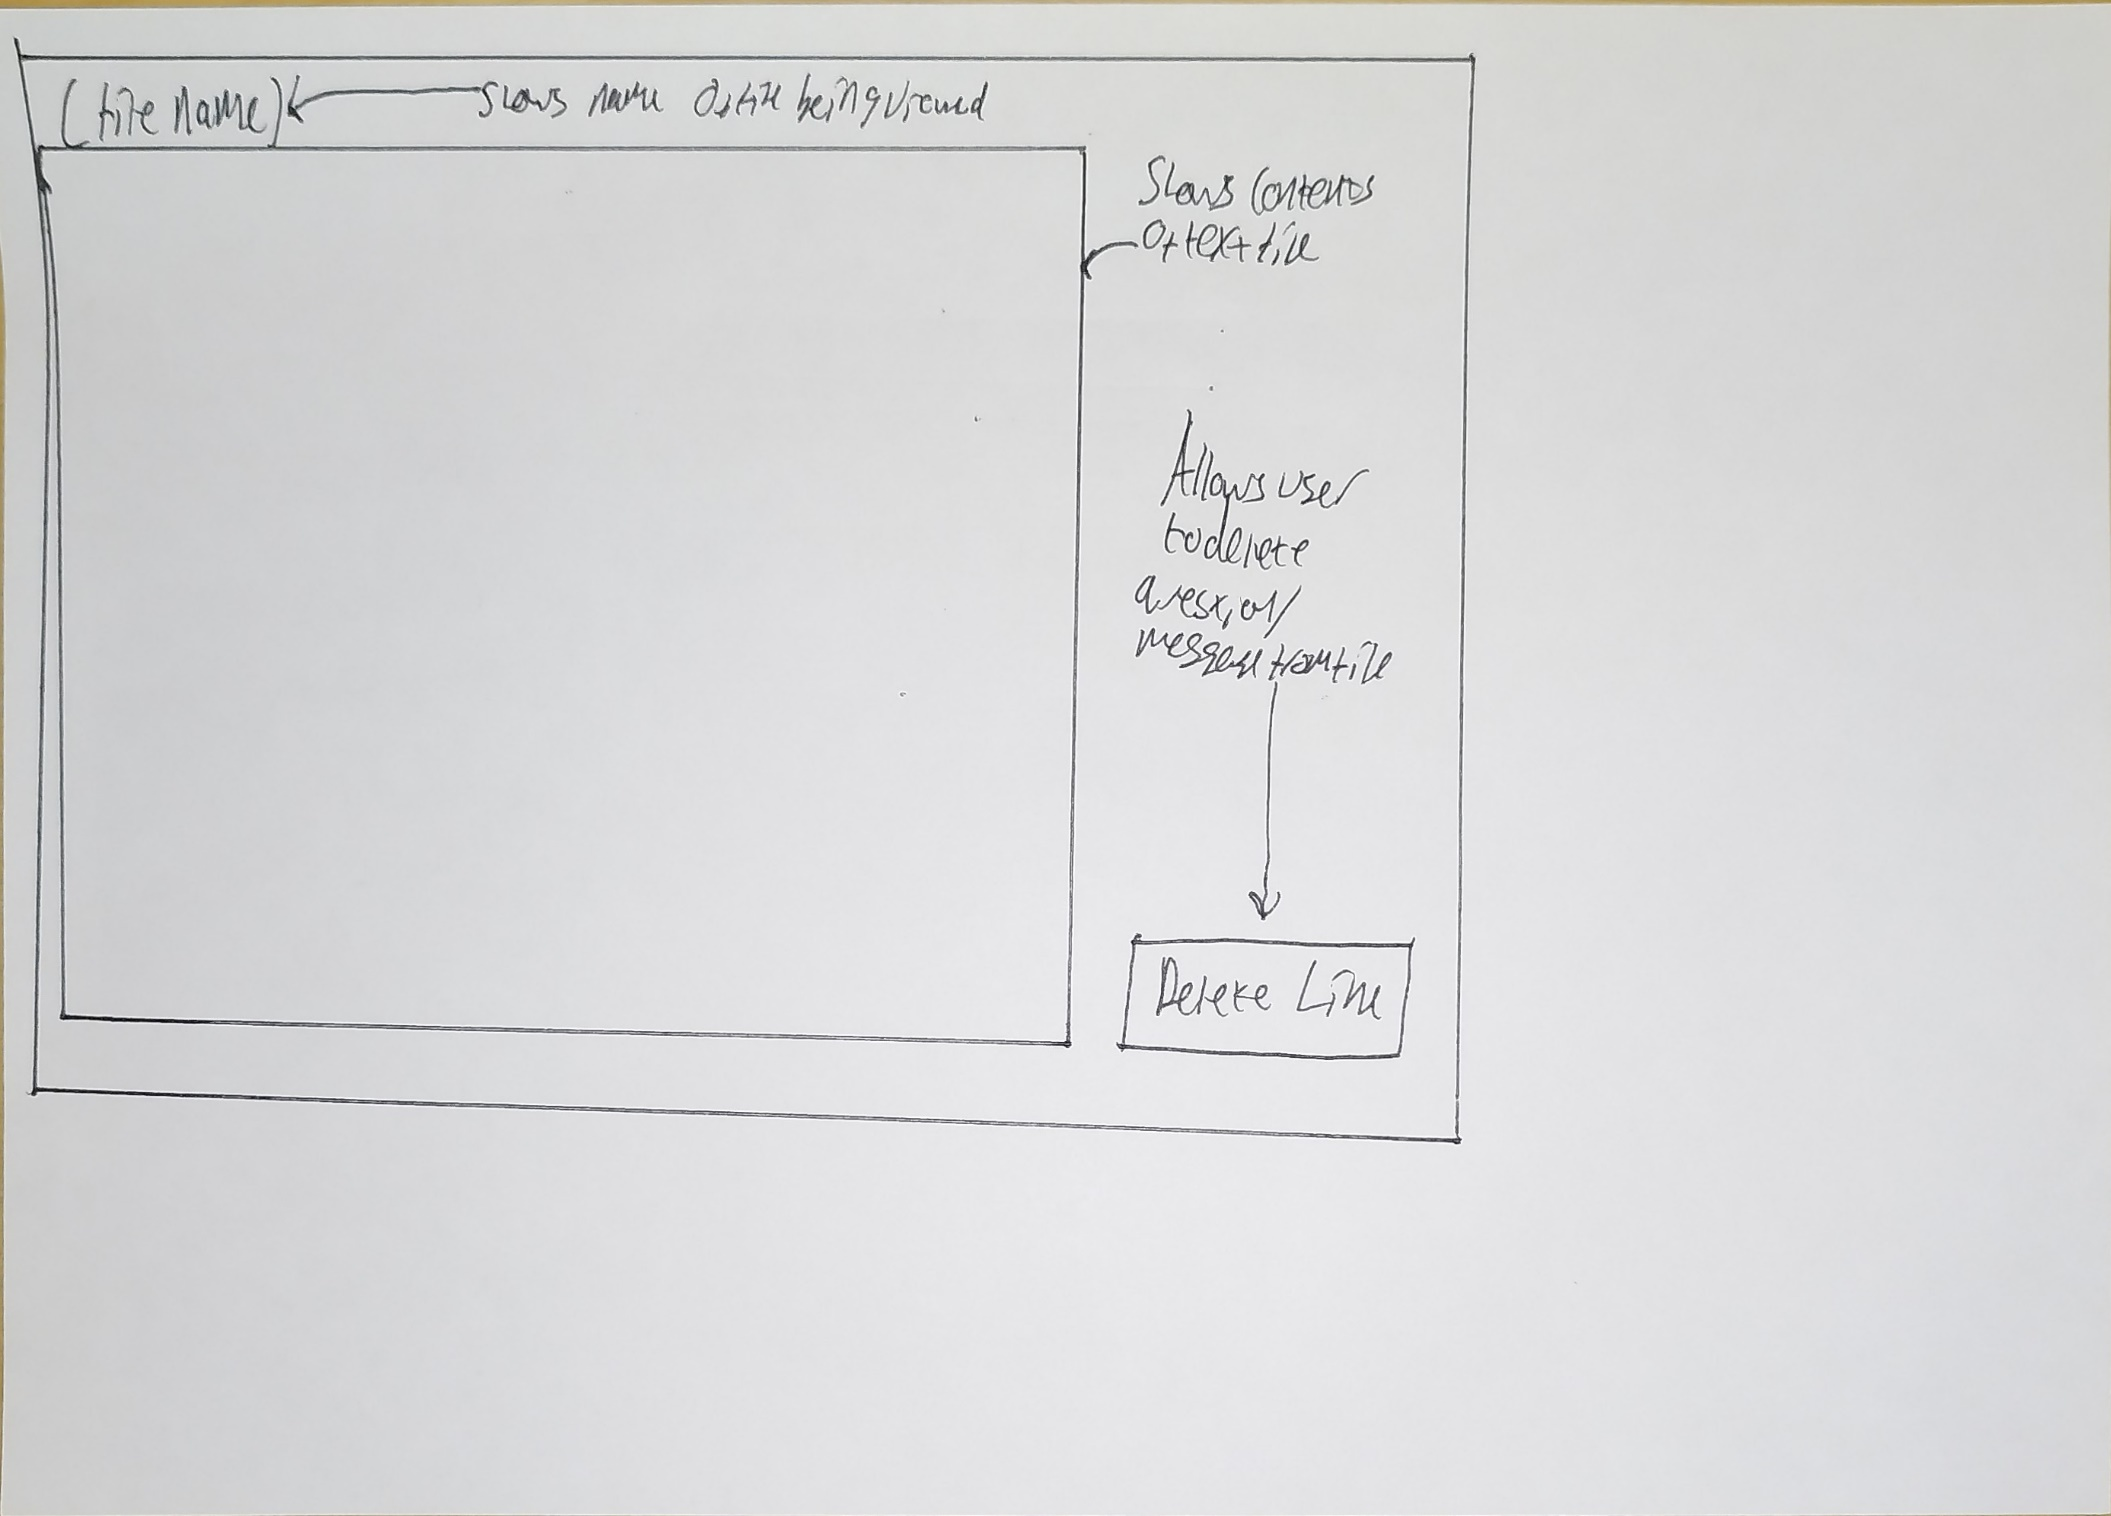 (file name)
Shows name of file being viewed
Shows contents
of text file
Allows user
to delete
question/
message from file
Delete Line